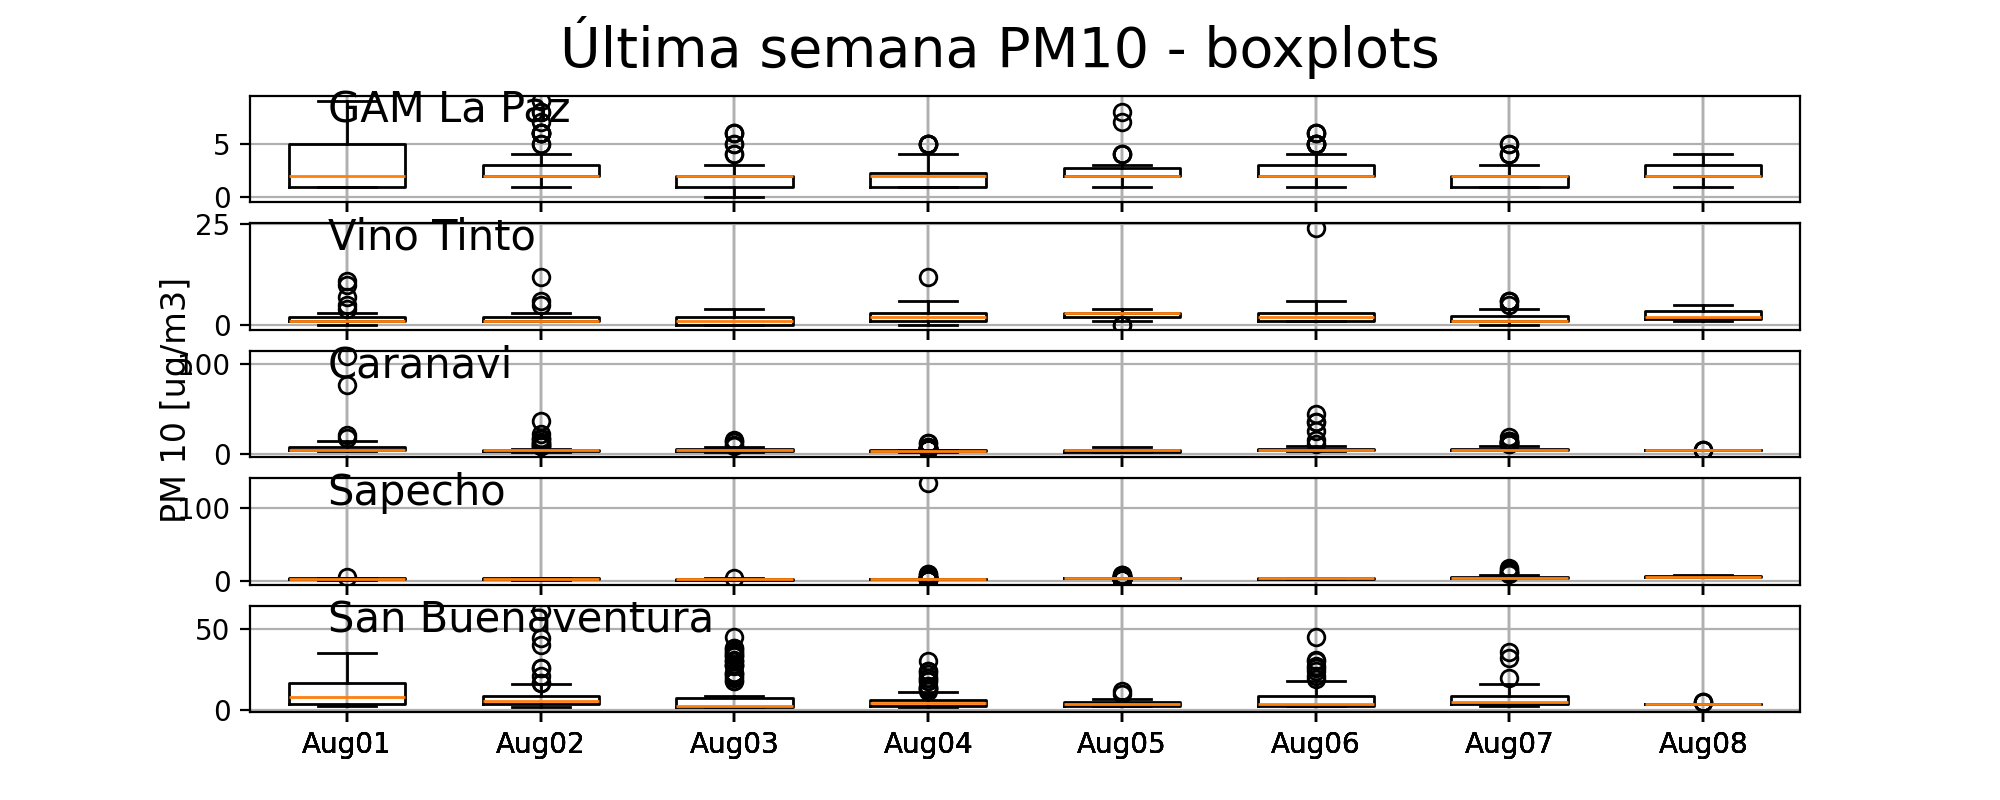 Última semana PM10 - boxplots
GAM La Paz
5
0
Vino Tinto
25
0
PM 10 [ug/m3]
Caranavi
100
0
Sapecho
100
0
San Buenaventura
50
0
Aug01 Aug02 Aug03 Aug04 Aug05 Aug06 Aug07 Aug08